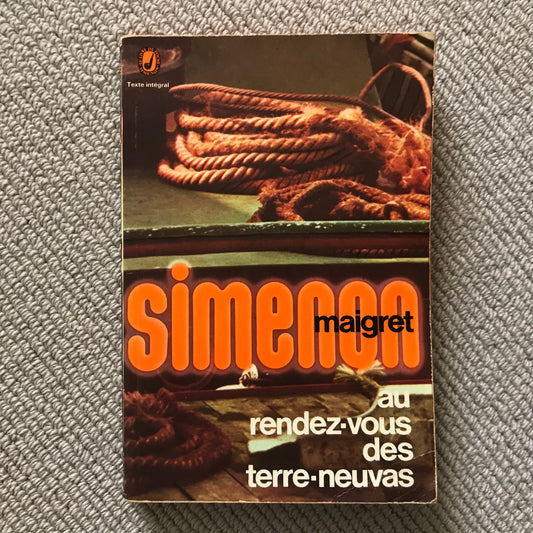 Texte intégral
simenon
maigret
au
rendez-vous
des
terre-neuvas